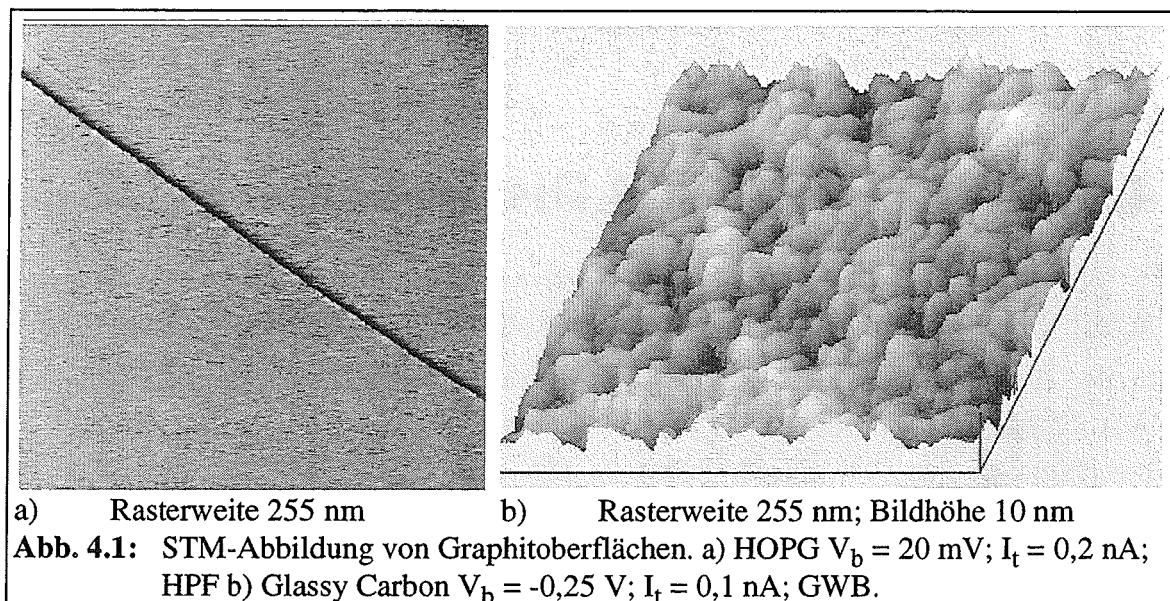 a) Rasterweite 255 nm
b) Rasterweite 255 nm; Bildhöhe 10 nm
Abb. 4.1: STM-Abbildung von Graphitoberflächen. a) HOPG V_b = 20 mV; I_t = 0,2 nA;
HPF b) Glassy Carbon V_b = -0,25 V; I_t = 0,1 nA; GWB.